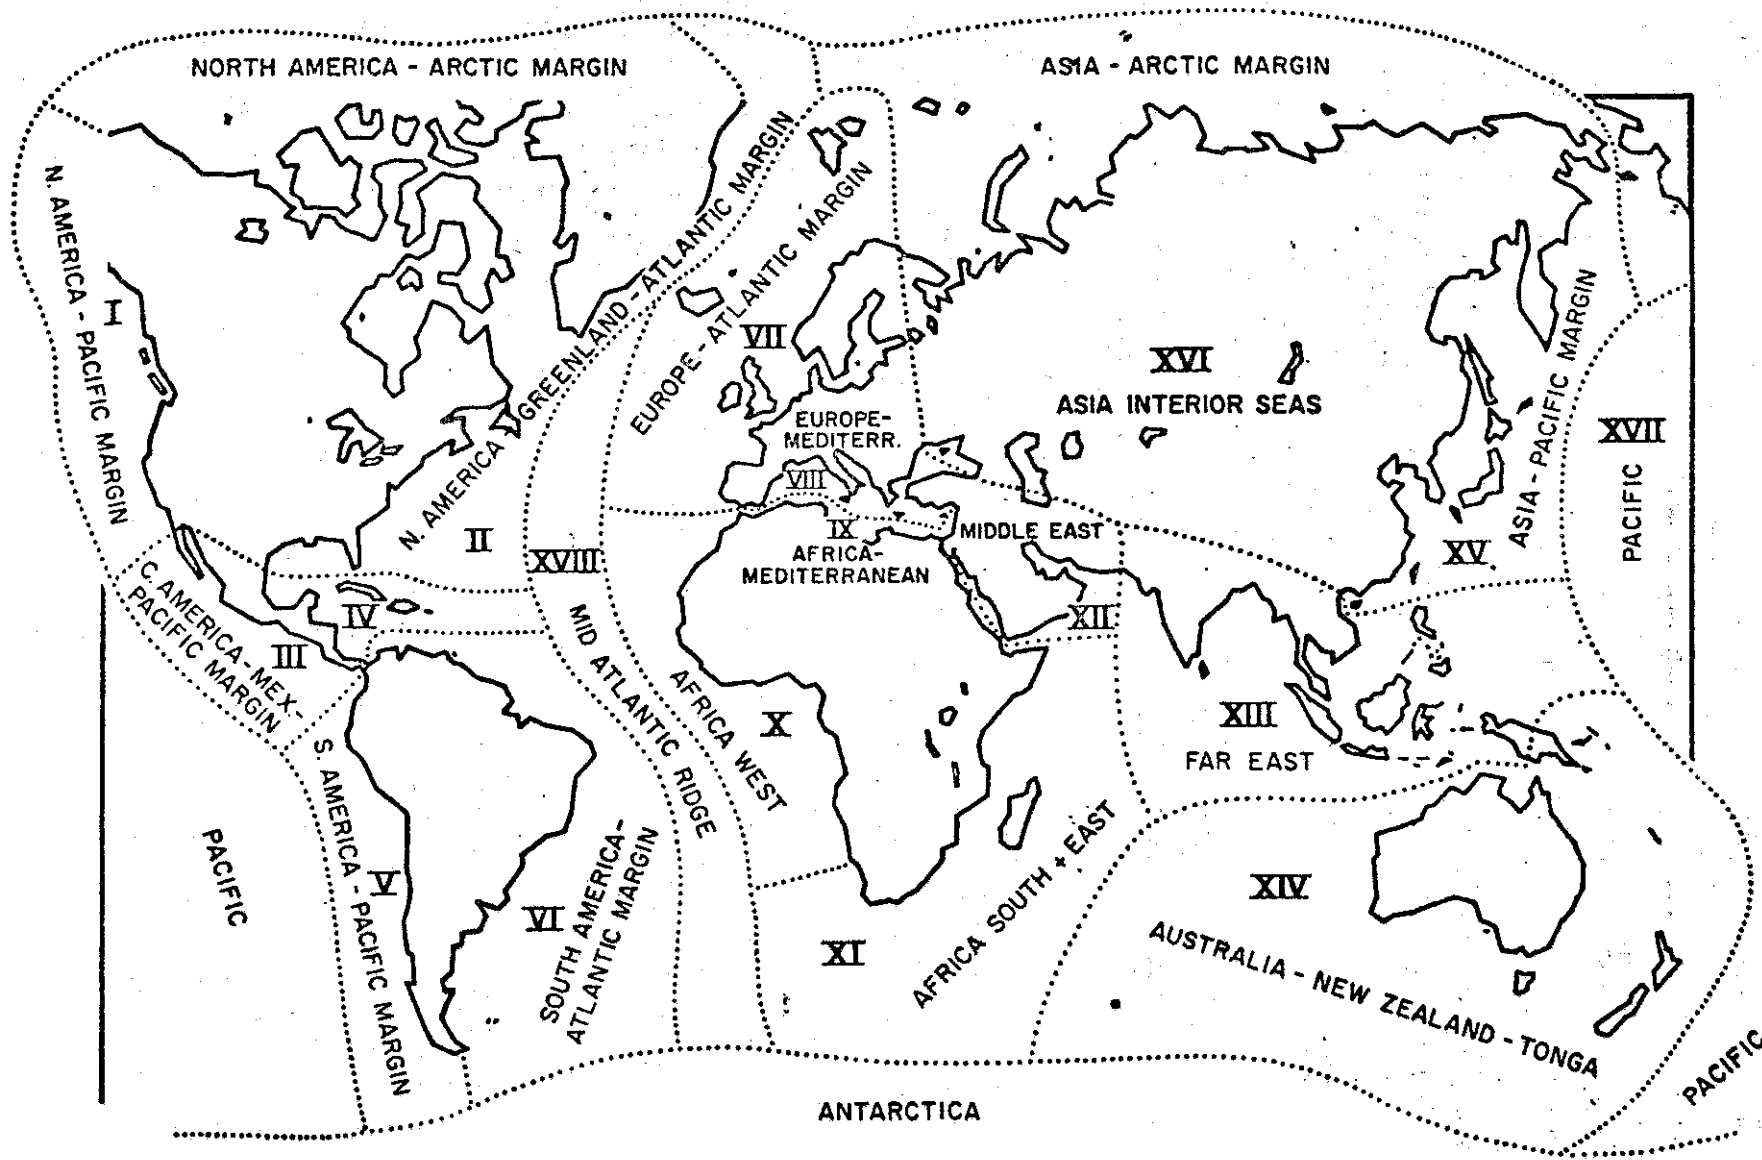 NORTH AMERICA - ARCTIC MARGIN
ASIA - ARCTIC MARGIN
N. AMERICA - PACIFIC MARGIN
I
N. AMERICA + GREENLAND - ATLANTIC MARGIN
II
EUROPE - ATLANTIC MARGIN
VII
EUROPE-
MEDITERR.
VIII
IX
AFRICA-
MEDITERRANEAN
MIDDLE EAST
XII
XVI
ASIA INTERIOR SEAS
ASIA - PACIFIC MARGIN
XV
XVII
PACIFIC
C. AMERICA-MEX.-
PACIFIC MARGIN
III
IV
XVIII
MID ATLANTIC RIDGE
AFRICA WEST
X
XIII
FAR EAST
PACIFIC
S. AMERICA - PACIFIC MARGIN
V
VI
SOUTH AMERICA-
ATLANTIC MARGIN
XI
AFRICA SOUTH + EAST
XIV
AUSTRALIA - NEW ZEALAND - TONGA
PACIFIC
ANTARCTICA